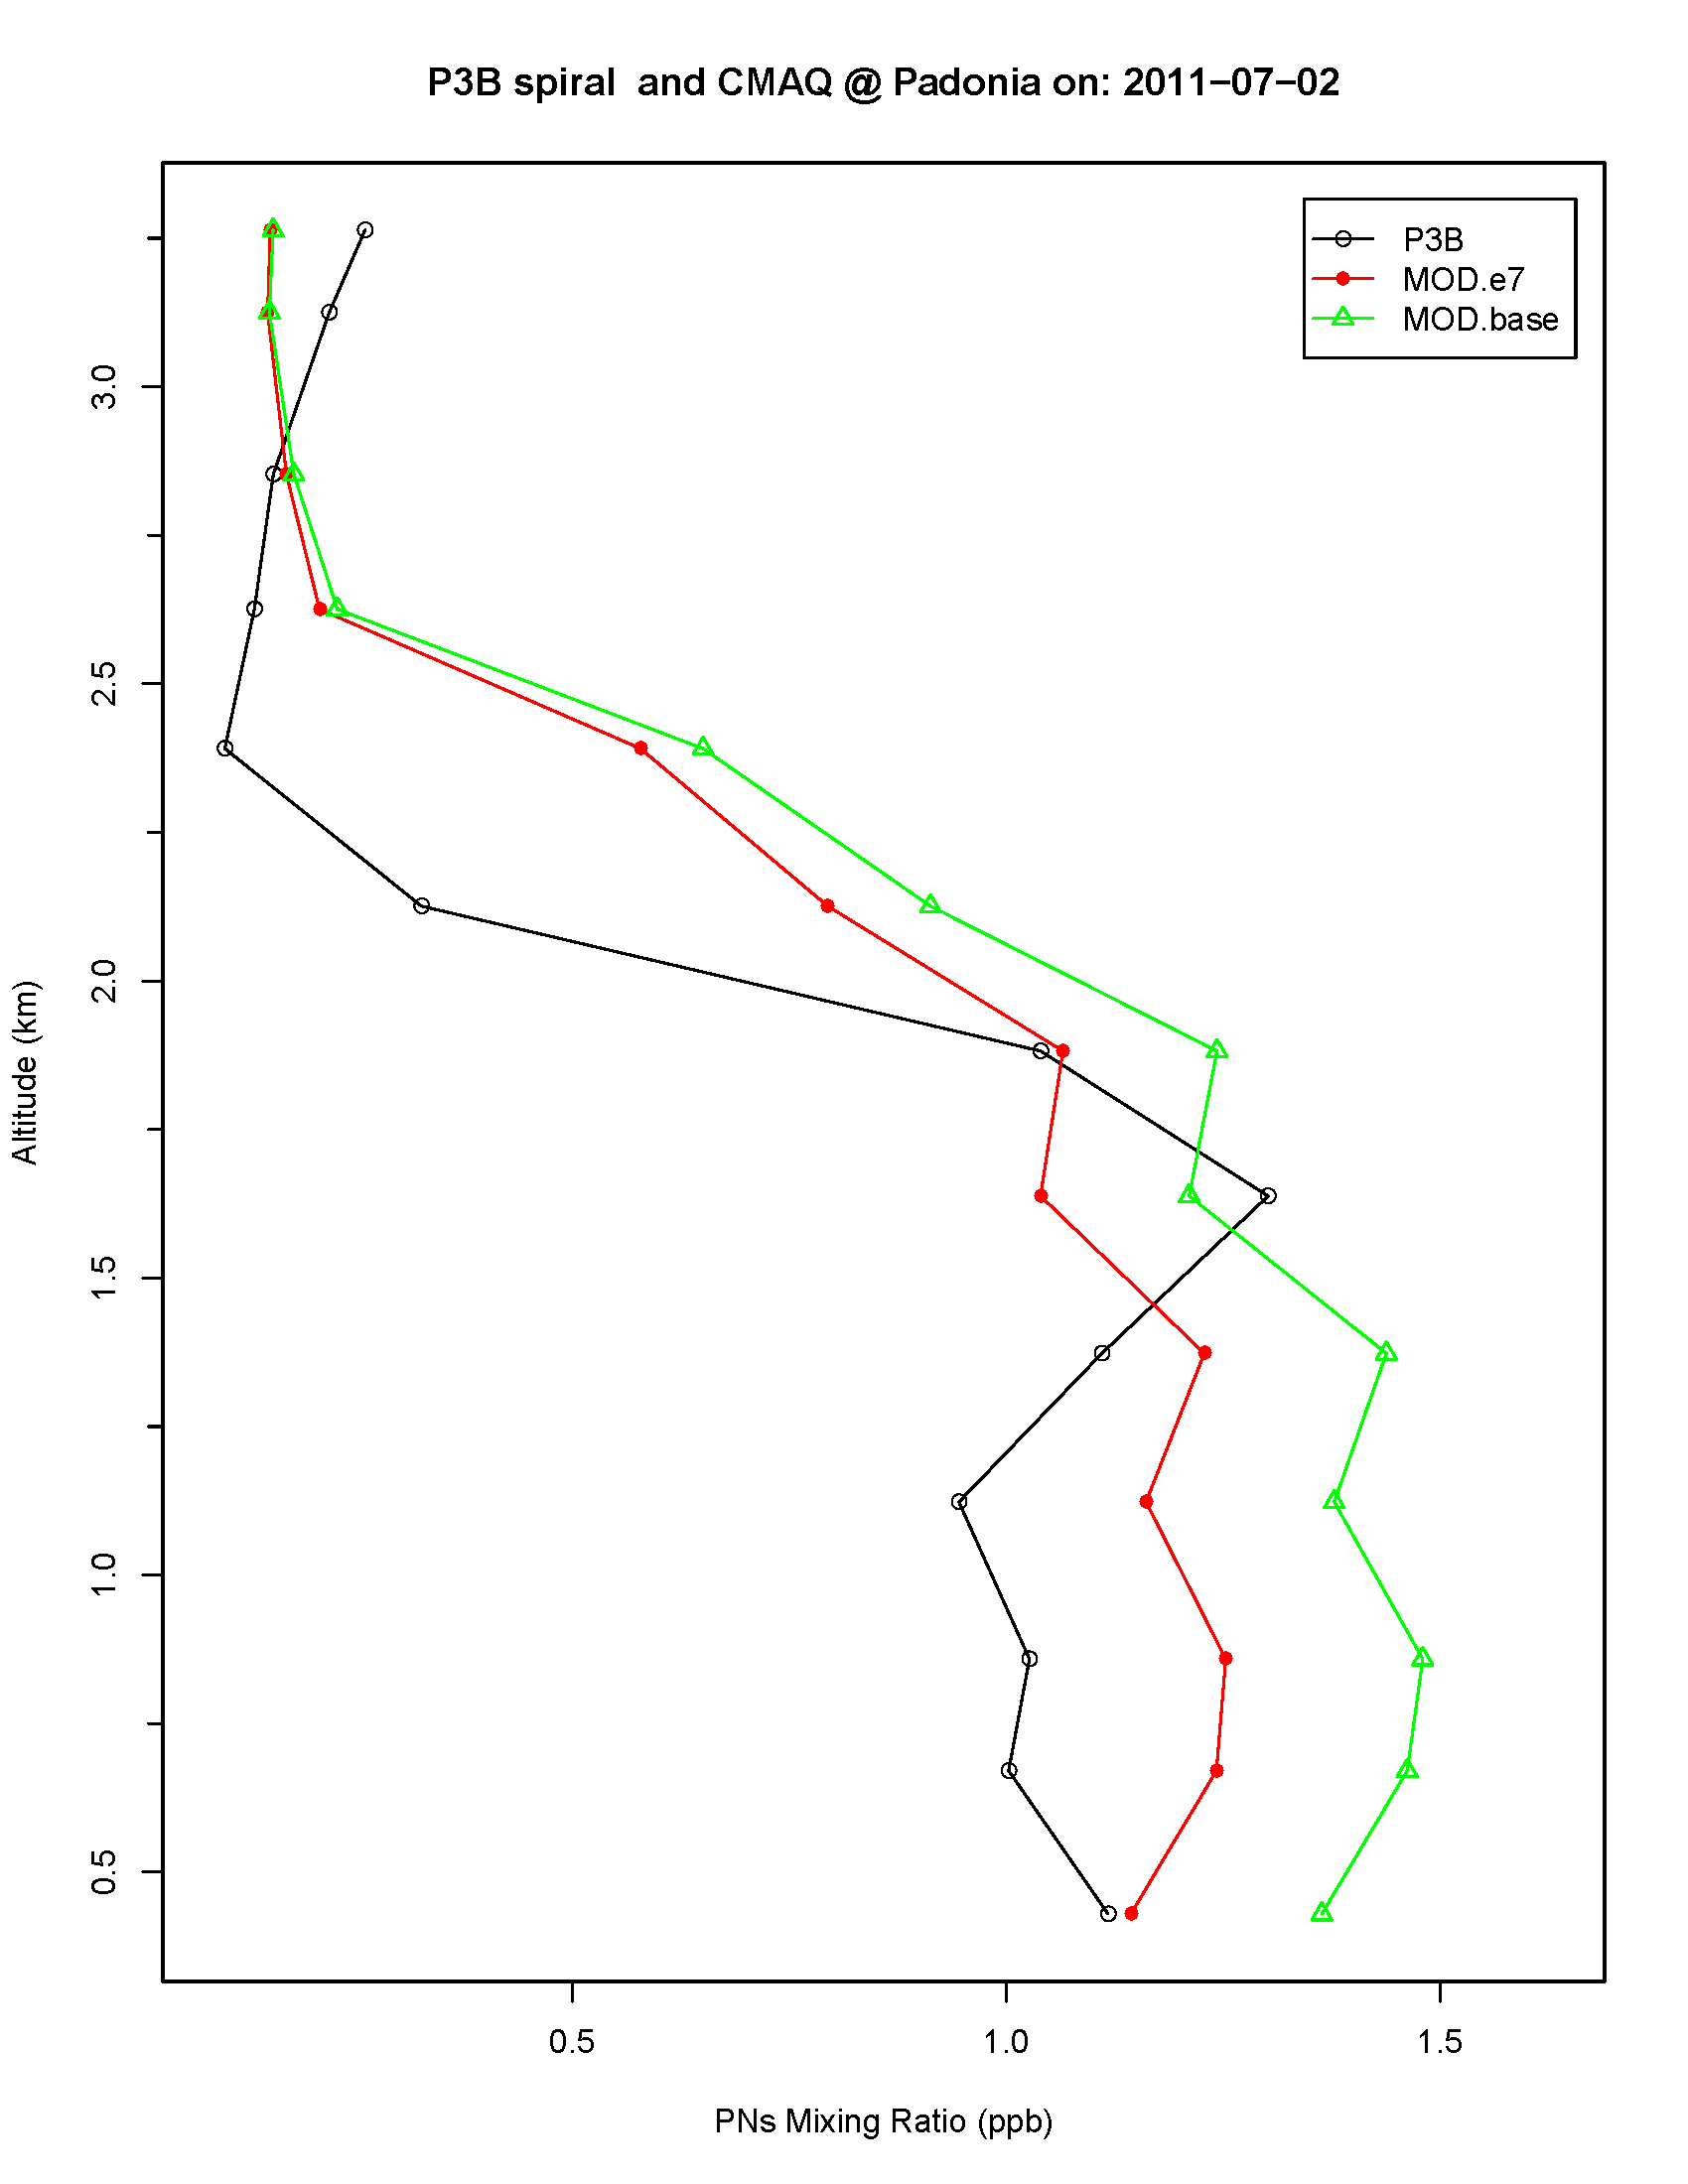 P3B spiral  and CMAQ @ Padonia on: 2011−07−02
P3B
MOD.e7
MOD.base
3.0
2.5
2.0
1.5
1.0
0.5
Altitude (km)
0.5
1.0
1.5
PNs Mixing Ratio (ppb)